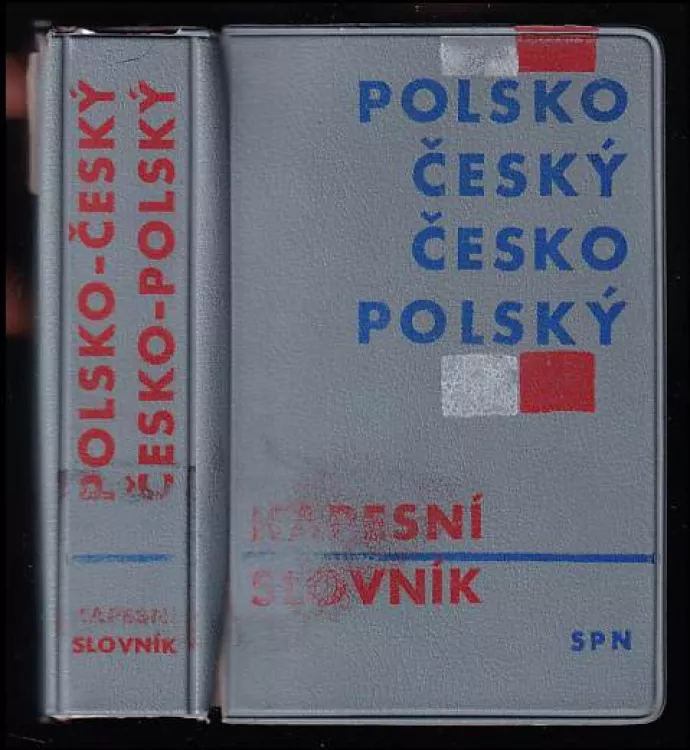 POLSKO-ČESKÝ
ČESKO-POLSKÝ
KAPESNÍ
SLOVNÍK
POLSKO
ČESKÝ
ČESKO
POLSKÝ
KAPESNÍ
SLOVNÍK
SPN